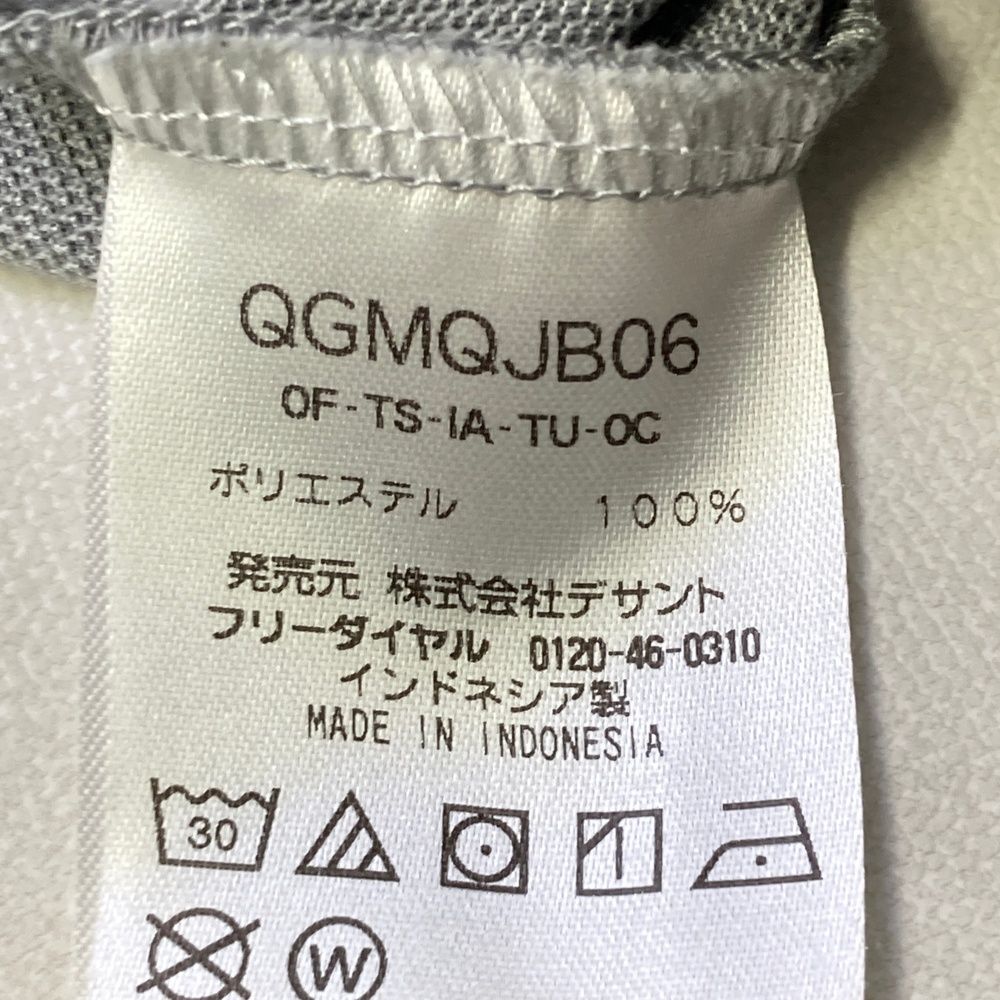 QGMQJB06
OF-TS-IA-TU-OC
ポリエステル 100%
発売元 株式会社デサント
フリーダイヤル 0120-46-0310
インドネシア製
MADE IN INDONESIA
30
W